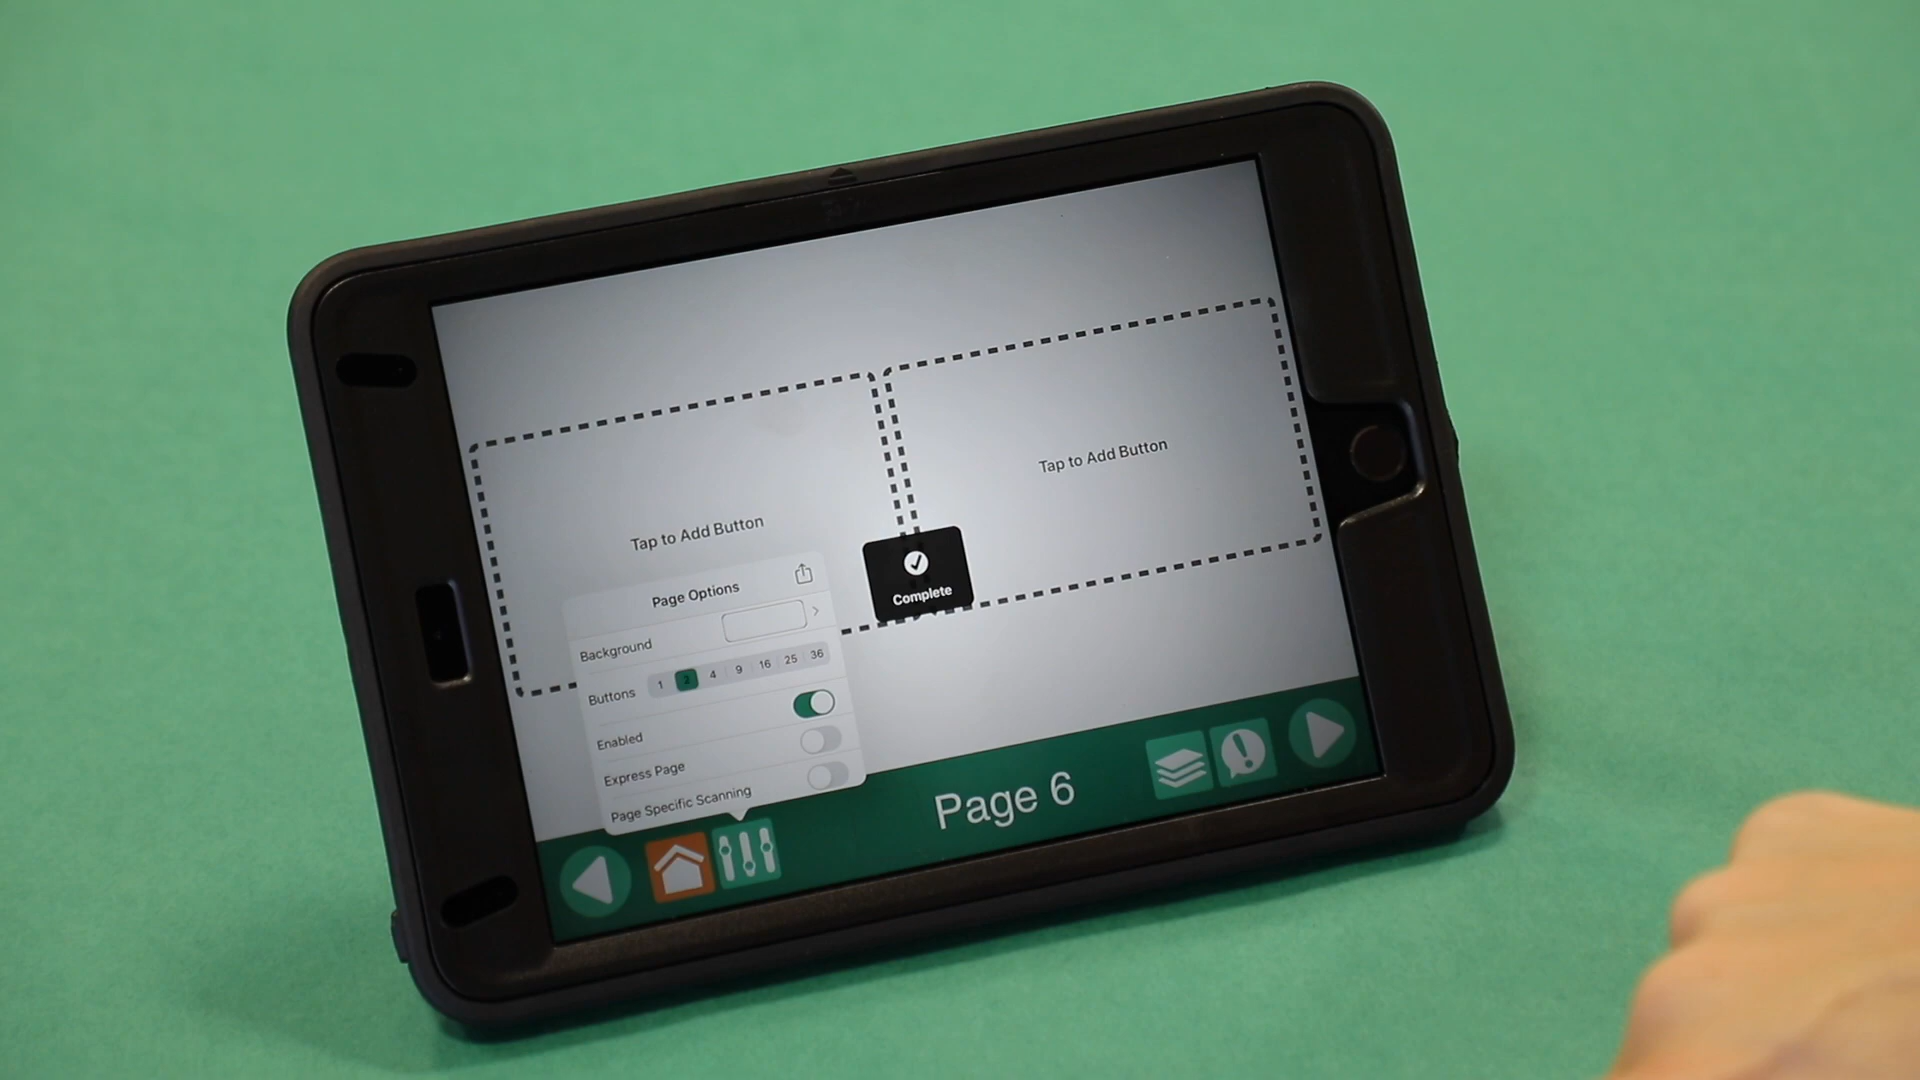 Tap to Add Button
Tap to Add Button
Complete
Page Options
Background
Buttons 1 2 4 9 16 25 36
Enabled
Express Page
Page Specific Scanning
Page 6